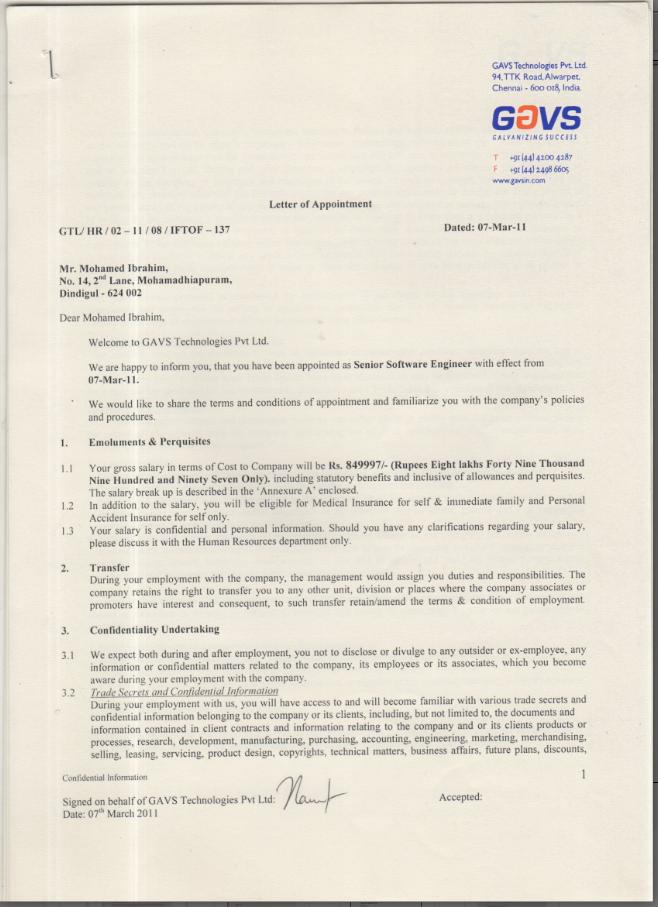 GAVS Technologies Pvt. Ltd.
94, TTK Road, Alwarpet,
Chennai - 600 018, India.
GAVS
GALVANIZING SUCCESS
T +91 (44) 4200 4287
F +91 (44) 2498 6605
www.gavsin.com
Letter of Appointment
GTL/ HR / 02 – 11 / 08 / IFTOF – 137
Dated: 07-Mar-11
Mr. Mohamed Ibrahim,
No. 14, 2nd Lane, Mohamadhiapuram,
Dindigul - 624 002
Dear Mohamed Ibrahim,
Welcome to GAVS Technologies Pvt Ltd.
We are happy to inform you, that you have been appointed as Senior Software Engineer with effect from
07-Mar-11.
We would like to share the terms and conditions of appointment and familiarize you with the company's policies
and procedures.
1. Emoluments & Perquisites
1.1 Your gross salary in terms of Cost to Company will be Rs. 849997/- (Rupees Eight lakhs Forty Nine Thousand
Nine Hundred and Ninety Seven Only). including statutory benefits and inclusive of allowances and perquisites.
The salary break up is described in the 'Annexure A' enclosed.
1.2 In addition to the salary, you will be eligible for Medical Insurance for self & immediate family and Personal
Accident Insurance for self only.
1.3 Your salary is confidential and personal information. Should you have any clarifications regarding your salary,
please discuss it with the Human Resources department only.
2. Transfer
During your employment with the company, the management would assign you duties and responsibilities. The
company retains the right to transfer you to any other unit, division or places where the company associates or
promoters have interest and consequent, to such transfer retain/amend the terms & condition of employment.
3. Confidentiality Undertaking
3.1 We expect both during and after employment, you not to disclose or divulge to any outsider or ex-employee, any
information or confidential matters related to the company, its employees or its associates, which you become
aware during your employment with the company.
3.2 Trade Secrets and Confidential Information
During your employment with us, you will have access to and will become familiar with various trade secrets and
confidential information belonging to the company or its clients, including, but not limited to, the documents and
information contained in client contracts and information relating to the company and or its clients products or
processes, research, development, manufacturing, purchasing, accounting, engineering, marketing, merchandising,
selling, leasing, servicing, product design, copyrights, technical matters, business affairs, future plans, discounts,
Confidential Information
1
Signed on behalf of GAVS Technologies Pvt Ltd:
Accepted:
Date: 07th March 2011